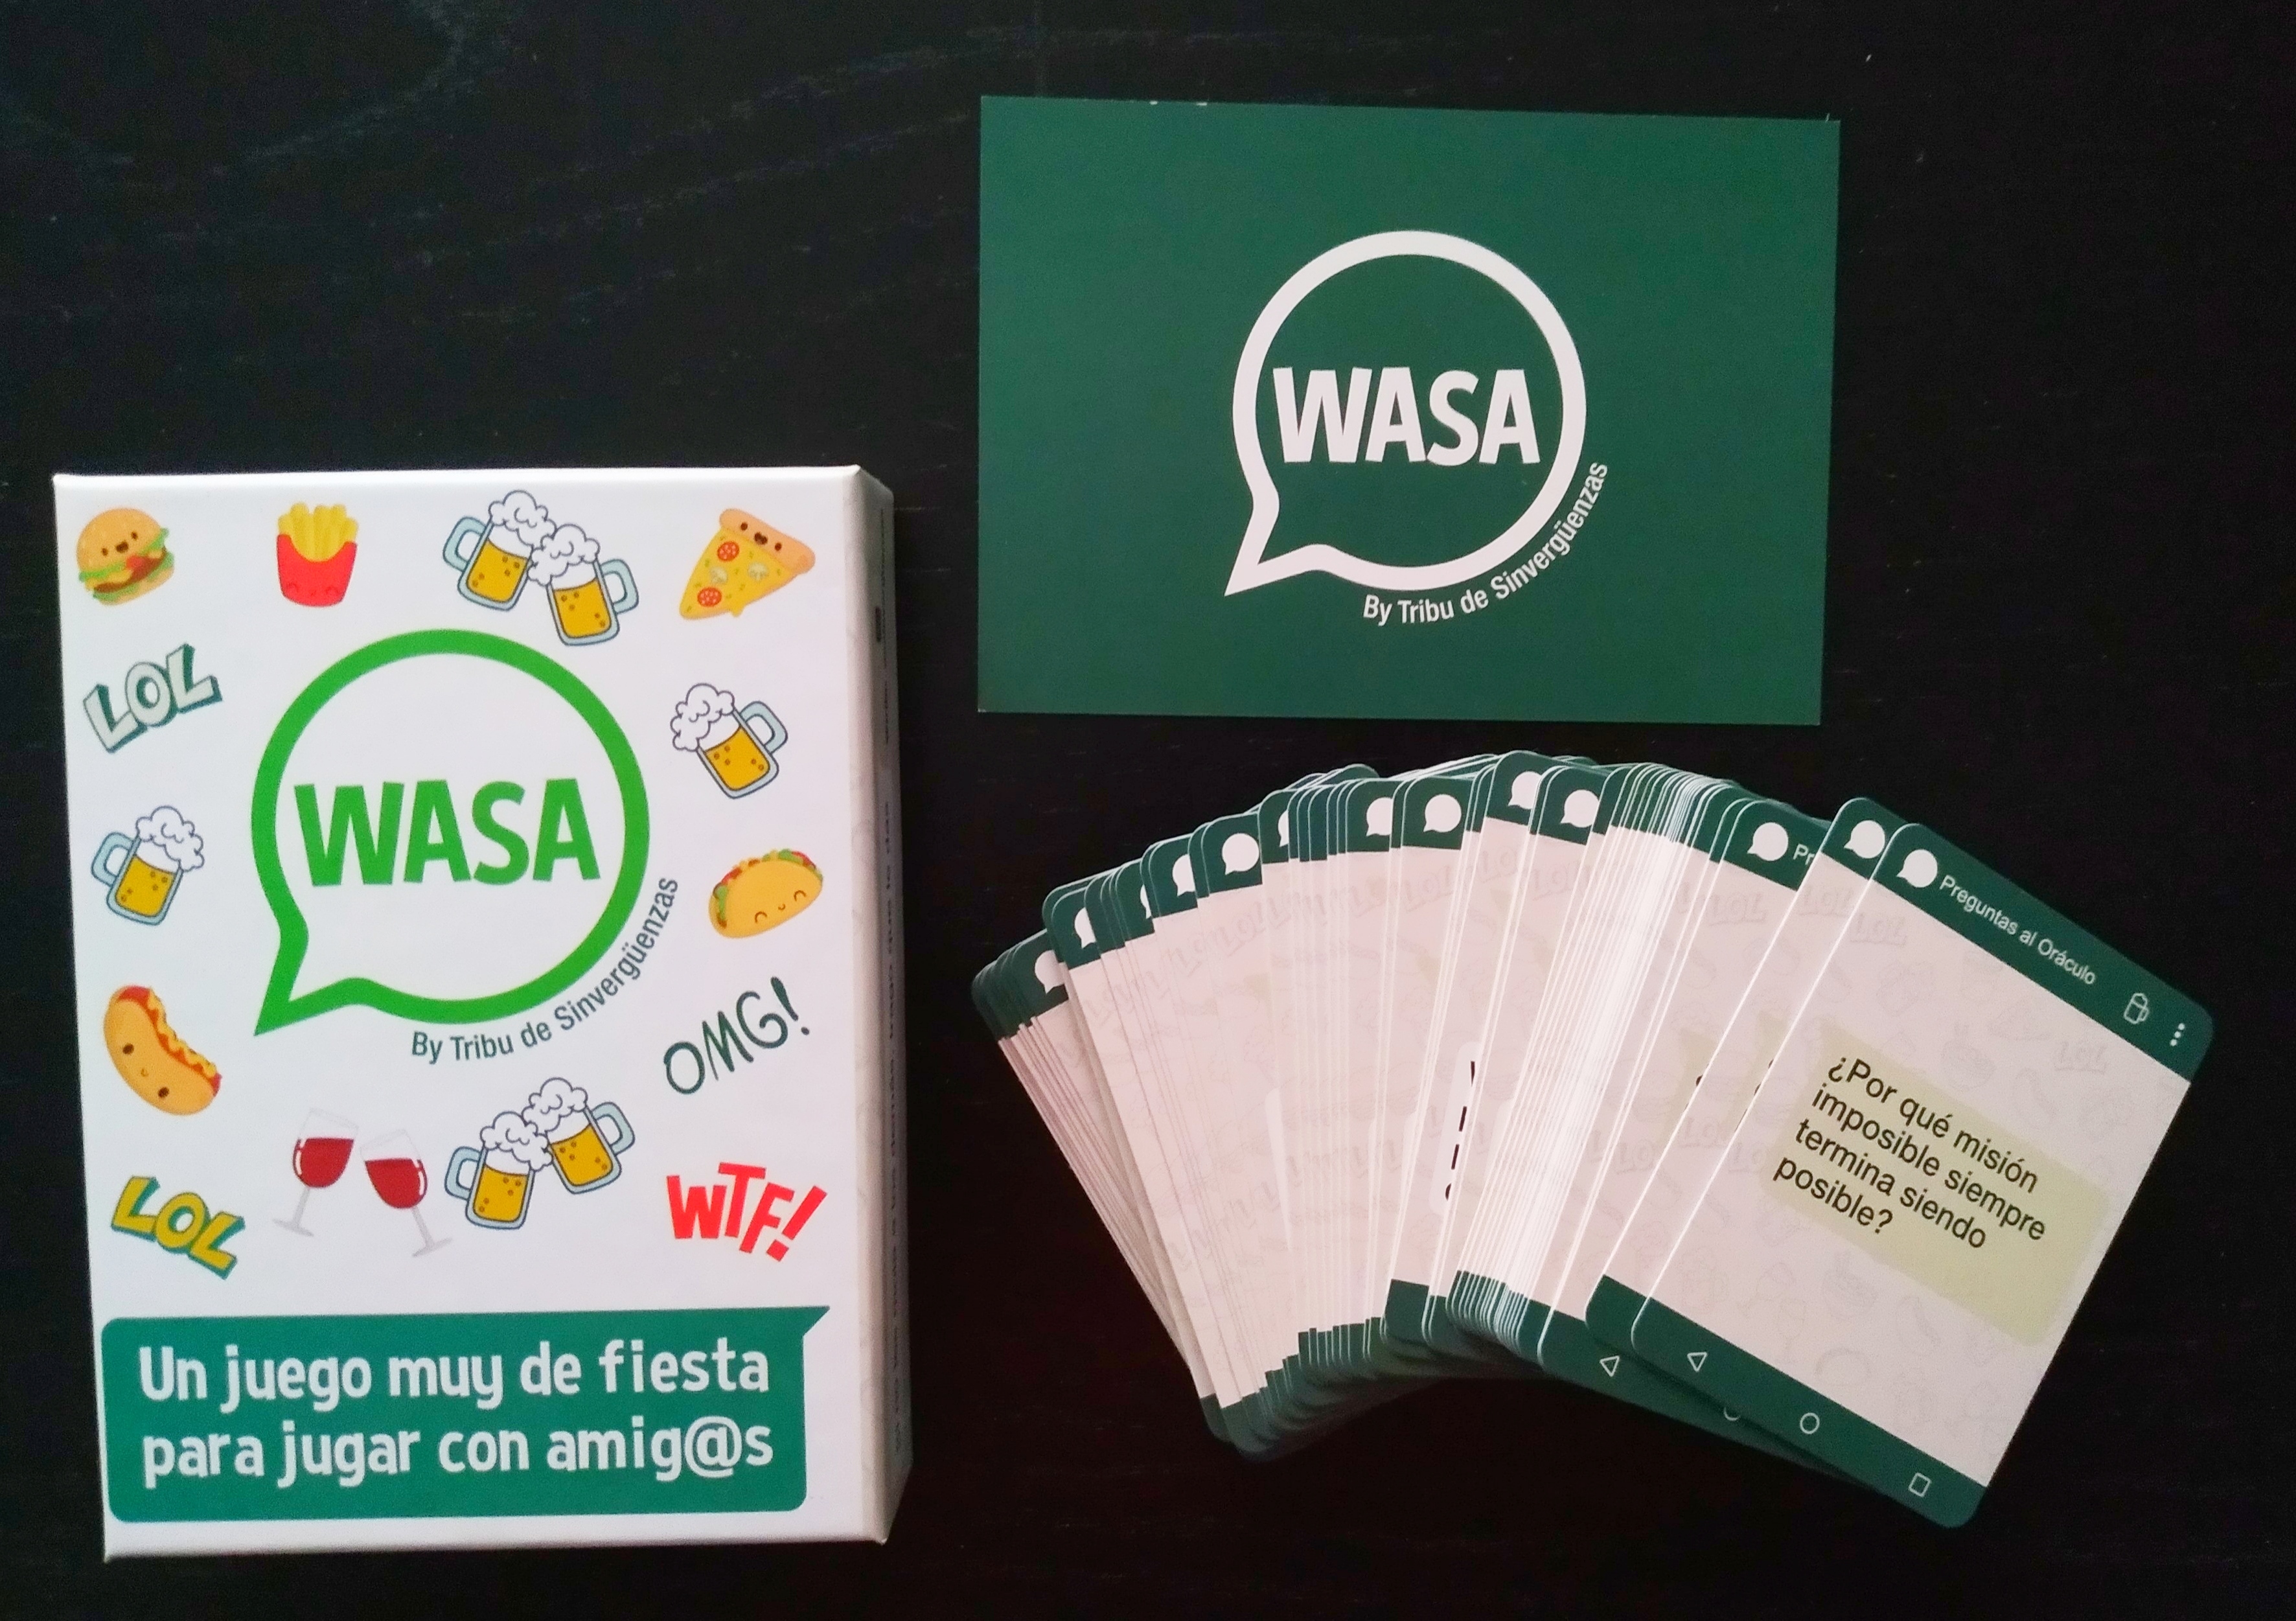 LOL
WASA
By Tribu de Sinvergüenzas
OMG!
LOL
WTF!
Un juego muy de fiesta
para jugar con amig@s
WASA
By Tribu de Sinvergüenzas
Preguntas al Oráculo
¿Por qué misión
imposible siempre
termina siendo
posible?